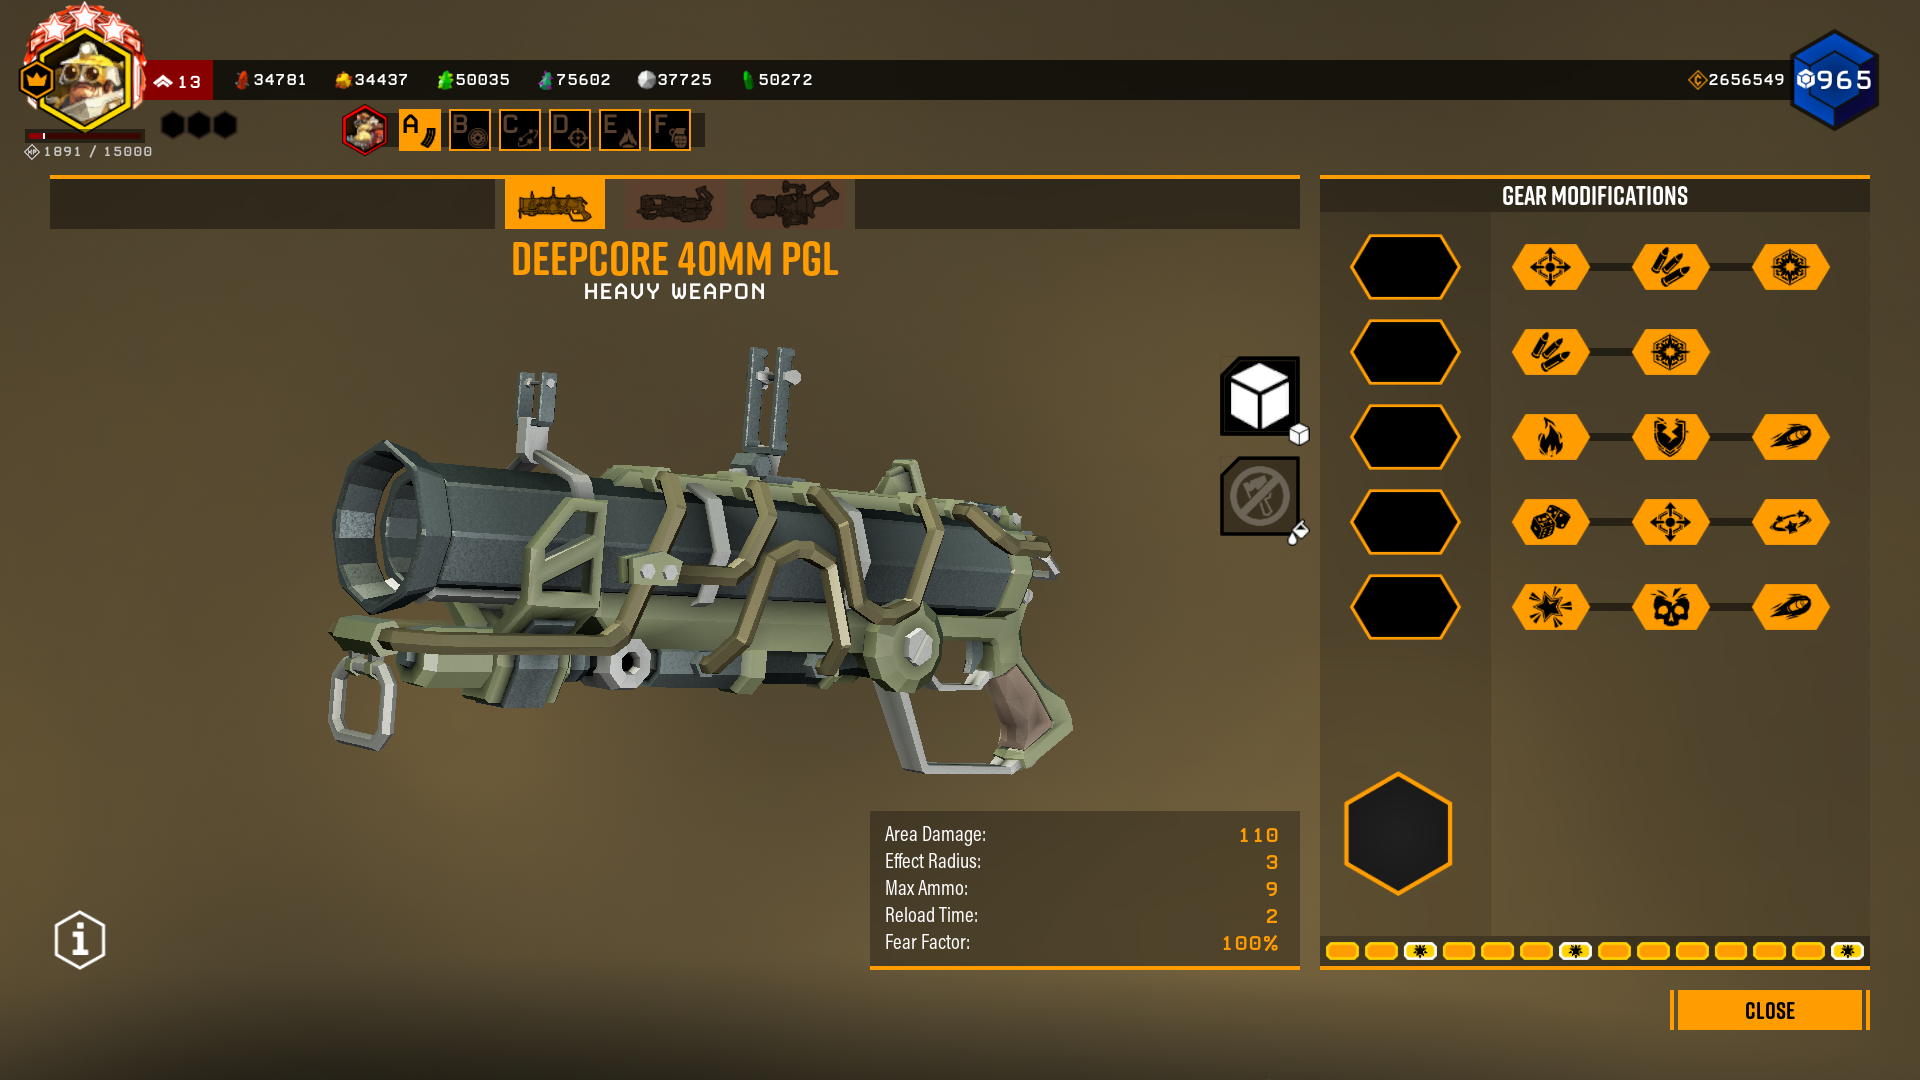 13
34781
34437
50035
75602
37725
50272
2656549
965
1891 / 15000
A
B
C
D
E
F
DEEPCORE 40MM PGL
HEAVY WEAPON
GEAR MODIFICATIONS
Area Damage: 110
Effect Radius: 3
Max Ammo: 9
Reload Time: 2
Fear Factor: 100%
CLOSE